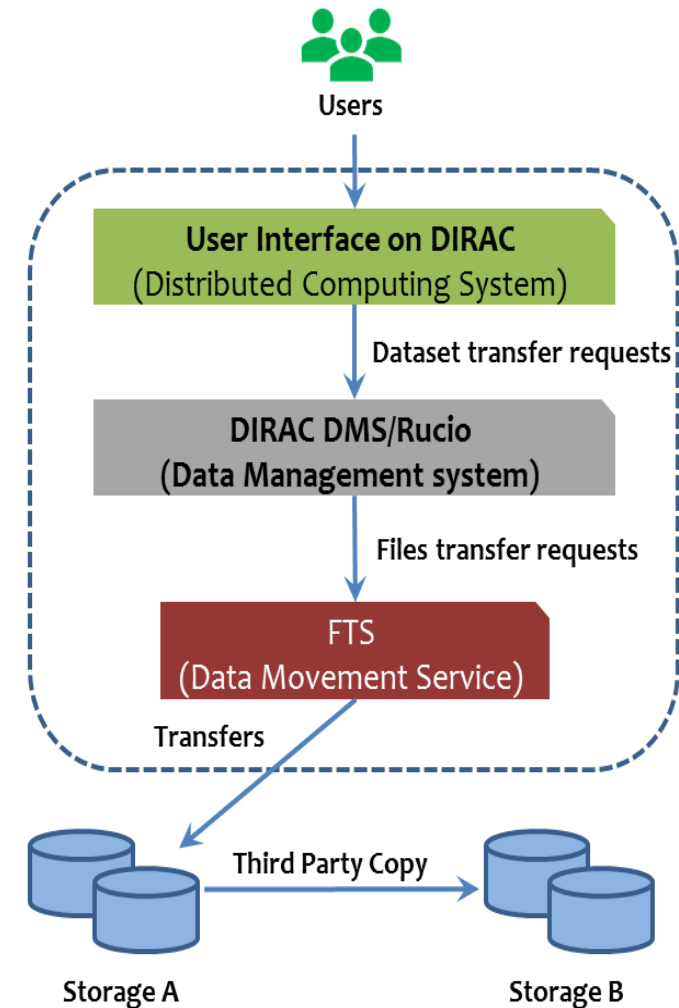 Users
User Interface on DIRAC
(Distributed Computing System)
Dataset transfer requests
DIRAC DMS/Rucio
(Data Management system)
Files transfer requests
FTS
(Data Movement Service)
Transfers
Third Party Copy
Storage A
Storage B